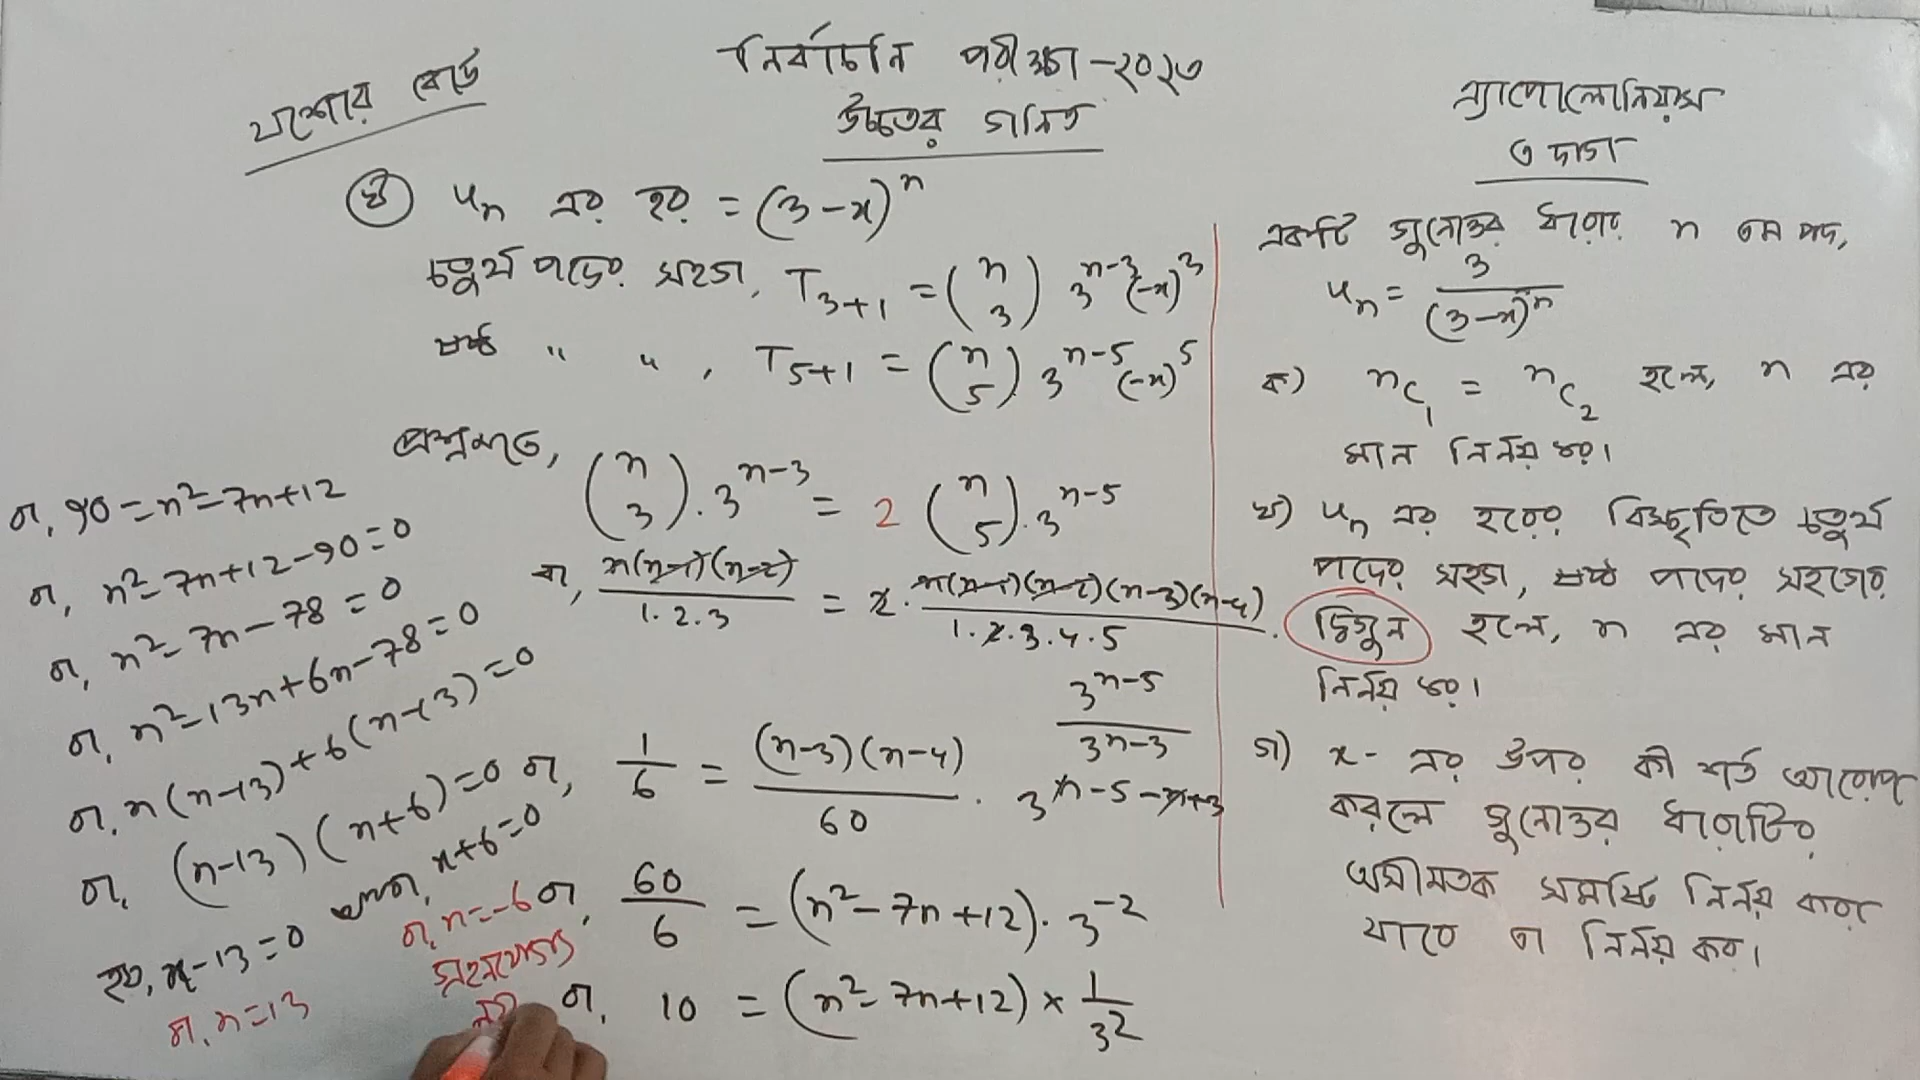 নির্বাচনি পরীক্ষা -২০২৩
উচ্চতর গনিত
যশোর বোর্ড
এ্যাপোলোনিয়াস
ও দাতা
একটি গুনোত্তর ধারার n তম পদ,
uₙ = 3/(3-x)ⁿ
ক) nC₁ = nC₂ হলে, n এর
মান নির্নয় কর।
খ) uₙ এর হরের বিস্তৃতিতে চতুর্থ
পদের সহগ, ষষ্ঠ পদের সহগের
দ্বিগুন হলে, n এর মান
নির্নয় কর।
গ) x- এর উপর কী শর্ত আরোপ
করলে গুনোত্তর ধারাটির
অসীমতক সমষ্টি নির্নয় করা
যাবে তা নির্নয় কর।
খ uₙ এর হর = (3-x)ⁿ
চতুর্থ পদের সহগ, T₃₊₁ = (n 3) 3ⁿ⁻³(-x)³
ষষ্ঠ " " , T₅₊₁ = (n 5) 3ⁿ⁻⁵(-x)⁵
প্রশ্নমতে,
(n 3). 3ⁿ⁻³ = 2 (n 5). 3ⁿ⁻⁵
বা, n(n-1)(n-2)/1.2.3 = 2. n(n-1)(n-2)(n-3)(n-4)/1.2.3.4.5 .
3ⁿ⁻⁵/3ⁿ⁻³
বা, 1/6 = (n-3)(n-4)/60 . 3ⁿ⁻⁵⁻ⁿ⁺³
বা, 60/6 = (n²-7n+12). 3⁻²
বা, 10 = (n²-7n+12) × 1/3²
বা, 90 = n²-7n+12
বা, n²-7n+12-90=0
বা, n²-7n-78=0
বা, n²-13n+6n-78=0
বা, n(n-13)+6(n-13)=0
বা, (n-13)(n+6)=0
হয়, n-13=0 অথবা, n+6=0
বা, n=13 বা, n=-6
গ্রহনযোগ্য
নয়